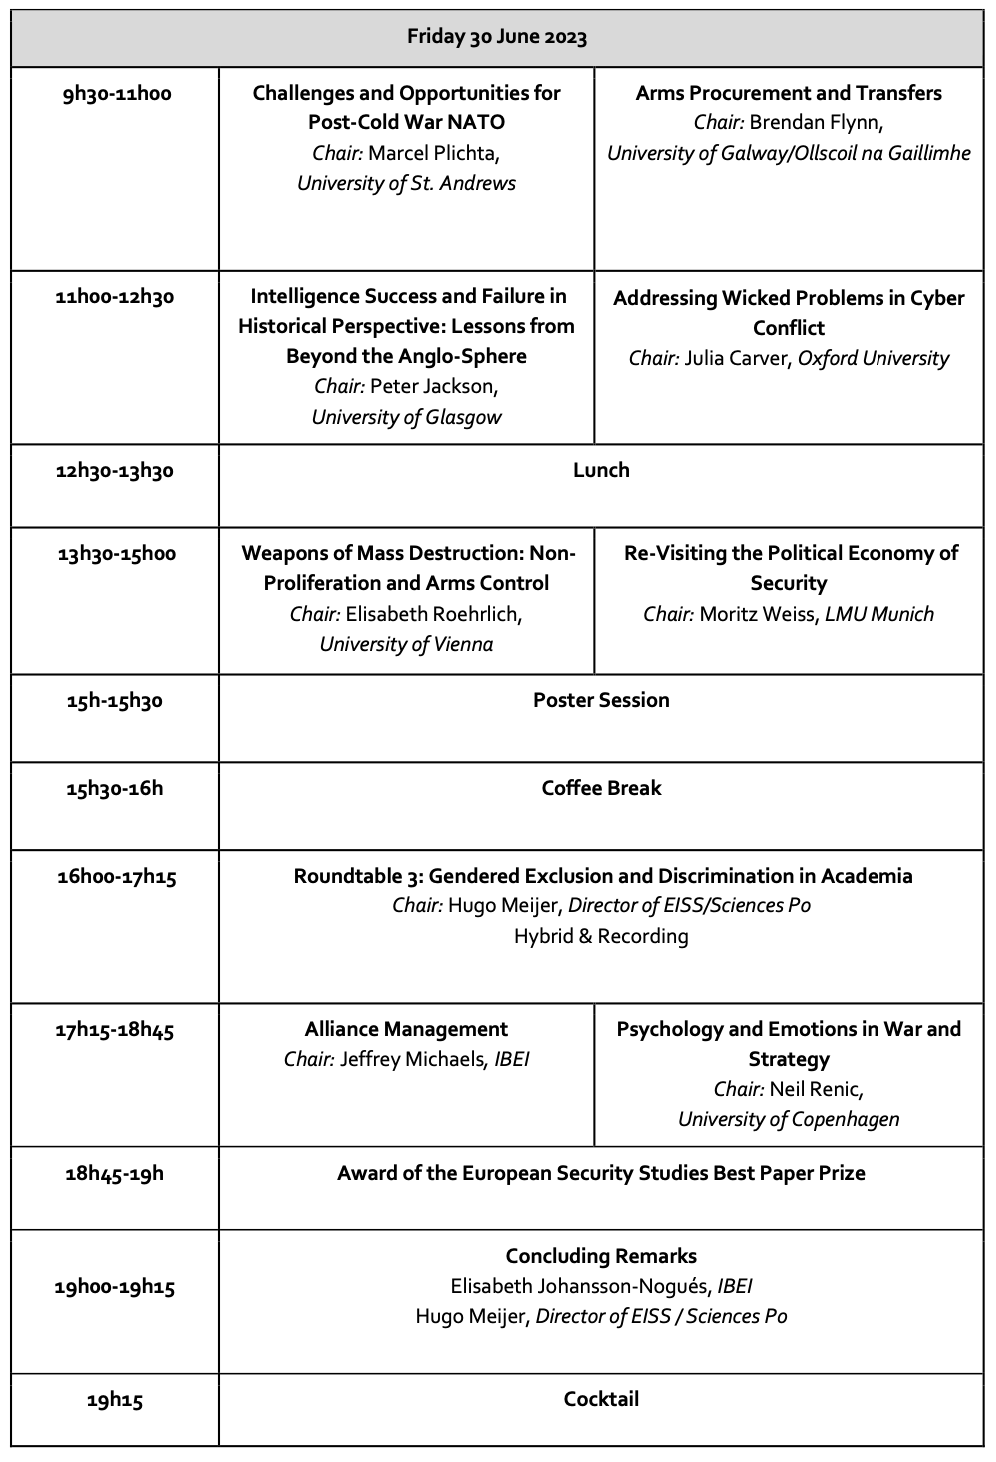 Friday 30 June 2023
9h30-11h00
Challenges and Opportunities for
Post-Cold War NATO
Chair: Marcel Plichta,
University of St. Andrews
Arms Procurement and Transfers
Chair: Brendan Flynn,
University of Galway/Ollscoil na Gaillimhe
11h00-12h30
Intelligence Success and Failure in
Historical Perspective: Lessons from
Beyond the Anglo-Sphere
Chair: Peter Jackson,
University of Glasgow
Addressing Wicked Problems in Cyber
Conflict
Chair: Julia Carver, Oxford University
12h30-13h30
Lunch
13h30-15h00
Weapons of Mass Destruction: Non-
Proliferation and Arms Control
Chair: Elisabeth Roehrlich,
University of Vienna
Re-Visiting the Political Economy of
Security
Chair: Moritz Weiss, LMU Munich
15h-15h30
Poster Session
15h30-16h
Coffee Break
16h00-17h15
Roundtable 3: Gendered Exclusion and Discrimination in Academia
Chair: Hugo Meijer, Director of EISS/Sciences Po
Hybrid & Recording
17h15-18h45
Alliance Management
Chair: Jeffrey Michaels, IBEI
Psychology and Emotions in War and
Strategy
Chair: Neil Renic,
University of Copenhagen
18h45-19h
Award of the European Security Studies Best Paper Prize
19h00-19h15
Concluding Remarks
Elisabeth Johansson-Nogués, IBEI
Hugo Meijer, Director of EISS / Sciences Po
19h15
Cocktail